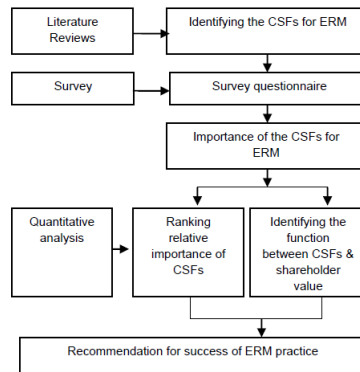 Literature
Reviews
Identifying the CSFs for ERM
Survey
Survey questionnaire
Importance of the CSFs for
ERM
Quantitative
analysis
Ranking
relative
importance of
CSFs
Identifying the
function
between CSFs &
shareholder
value
Recommendation for success of ERM practice